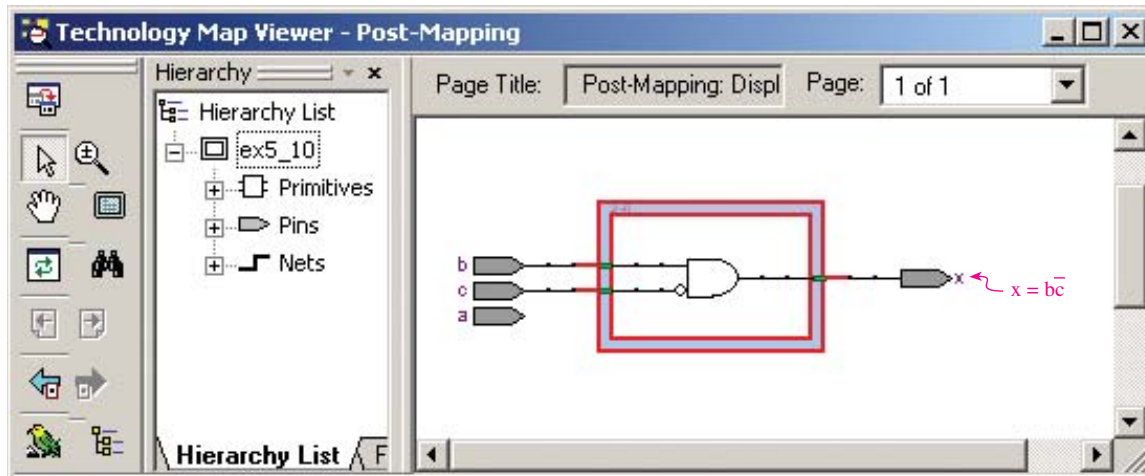 Technology Map Viewer - Post-Mapping
Hierarchy
Page Title: Post-Mapping: Displ Page: 1 of 1
Hierarchy List
ex5_10
Primitives
Pins
Nets
b
c
a
x
x = bc̅
Hierarchy List F